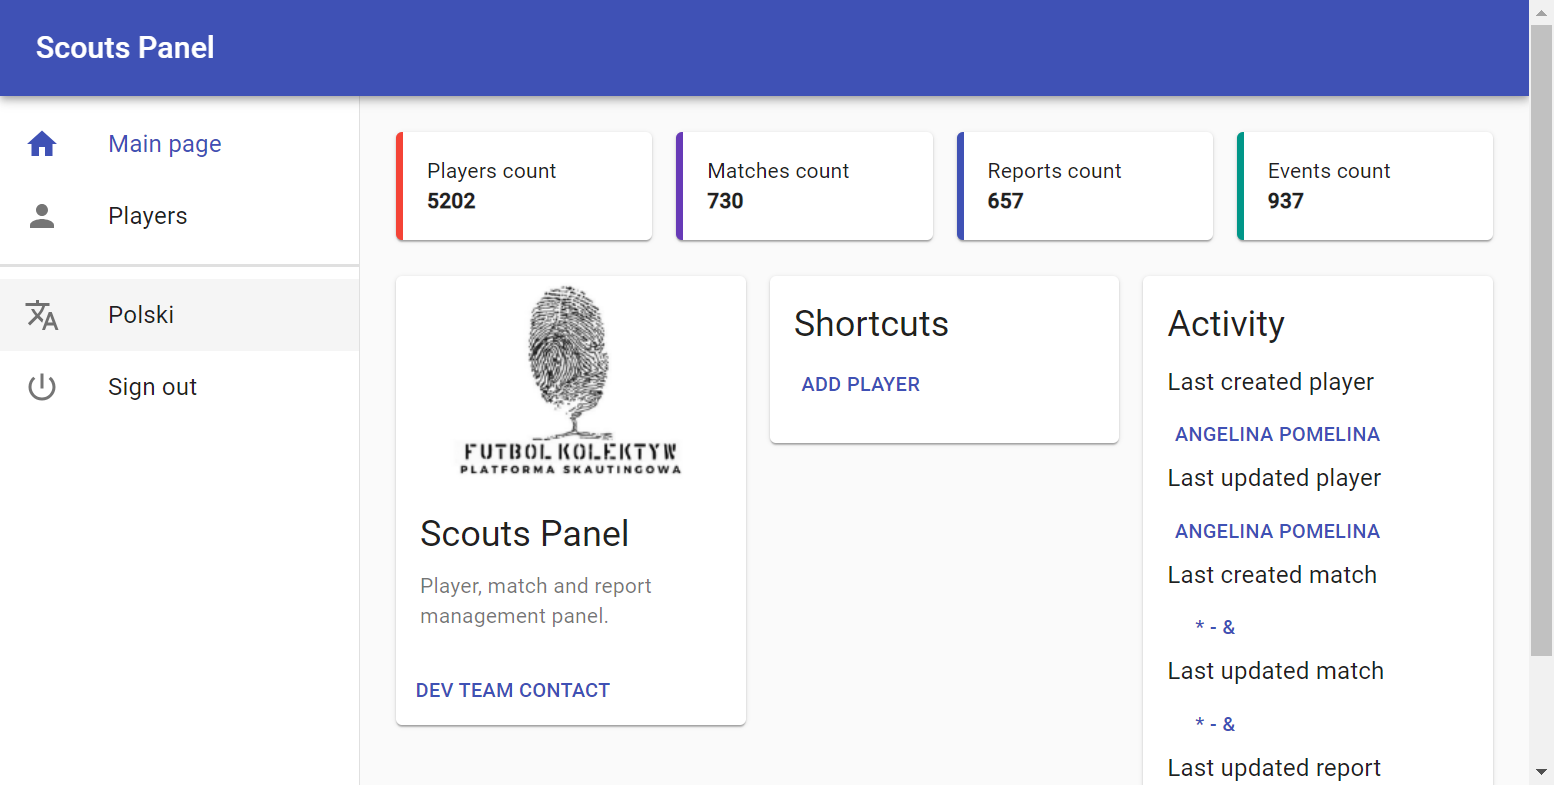 Scouts Panel
Main page
Players
Polski
Sign out
Players count
5202
Matches count
730
Reports count
657
Events count
937
FUTBOL KOLEKTYW
PLATFORMA SKAUTINGOWA
Scouts Panel
Player, match and report
management panel.
DEV TEAM CONTACT
Shortcuts
ADD PLAYER
Activity
Last created player
ANGELINA POMELINA
Last updated player
ANGELINA POMELINA
Last created match
* - &
Last updated match
* - &
Last updated report